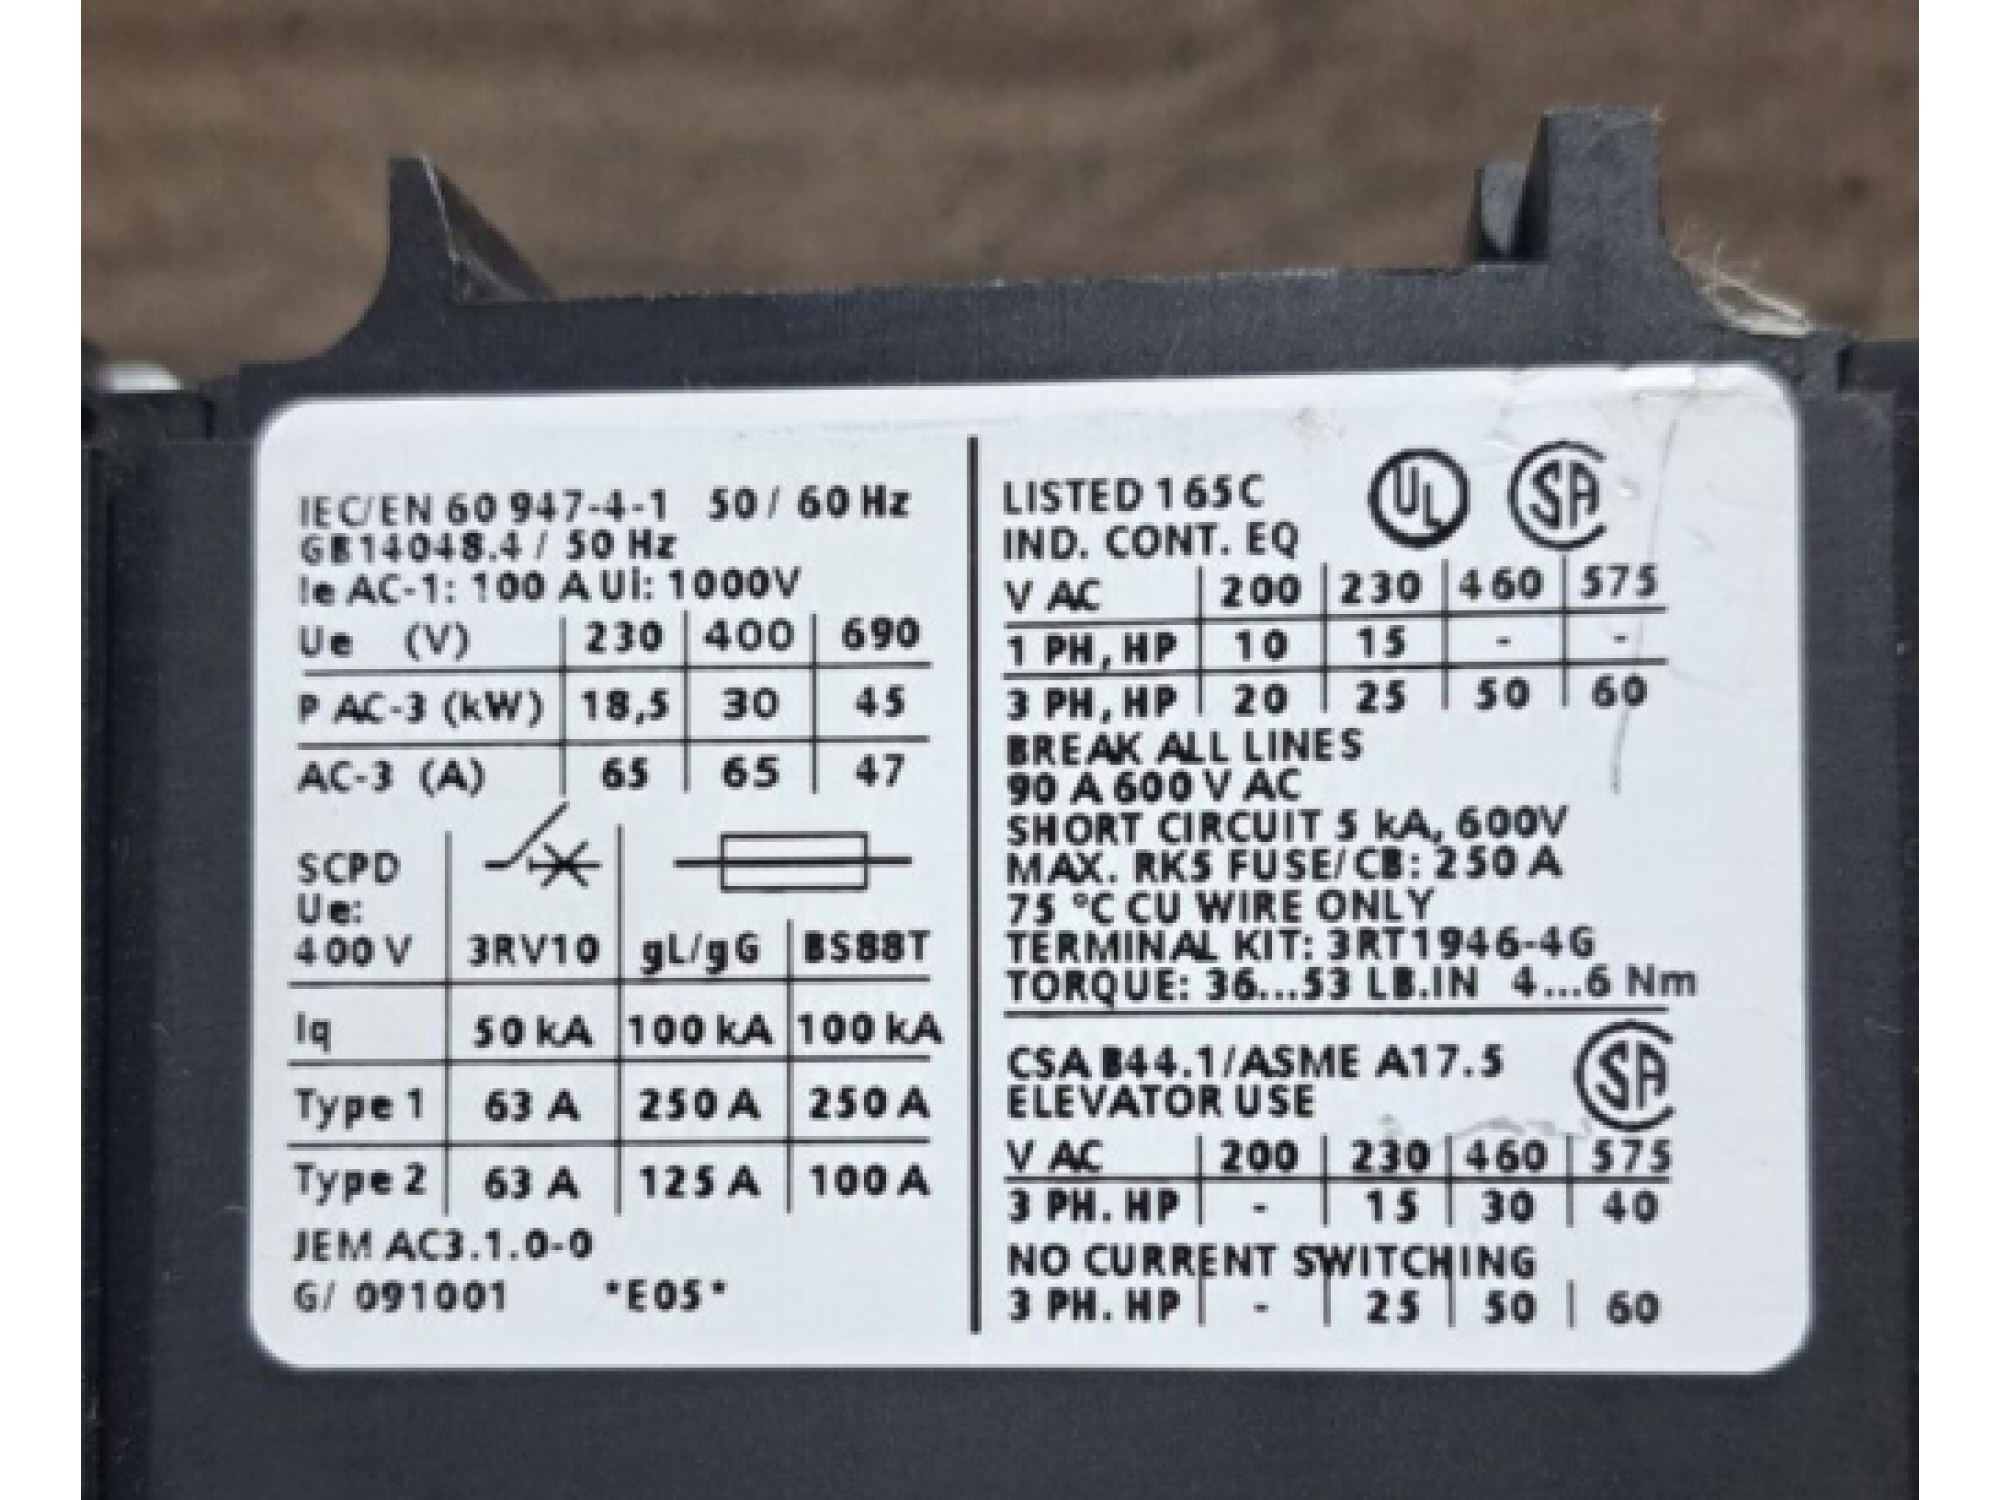 IEC/EN 60 947-4-1 50 / 60 Hz
GB14048.4 / 50 Hz
Ie AC-1: 100 A Ui: 1000V
Ue (V) 230 400 690
P AC-3 (kW) 18,5 30 45
AC-3 (A) 65 65 47
SCPD
Ue:
400 V 3RV10 gL/gG BS88T
Iq 50 kA 100 kA 100 kA
Type 1 63 A 250 A 250 A
Type 2 63 A 125 A 100 A
JEM AC3.1.0-0
G/ 091001 *E05*
LISTED 165C UL SA
IND. CONT. EQ
V AC 200 230 460 575
1 PH, HP 10 15 - -
3 PH, HP 20 25 50 60
BREAK ALL LINES
90 A 600 V AC
SHORT CIRCUIT 5 kA, 600V
MAX. RK5 FUSE/CB: 250 A
75 °C CU WIRE ONLY
TERMINAL KIT: 3RT1946-4G
TORQUE: 36...53 LB.IN 4...6 Nm
CSA B44.1/ASME A17.5 SA
ELEVATOR USE
V AC 200 230 460 575
3 PH. HP - 15 30 40
NO CURRENT SWITCHING
3 PH. HP - 25 50 60